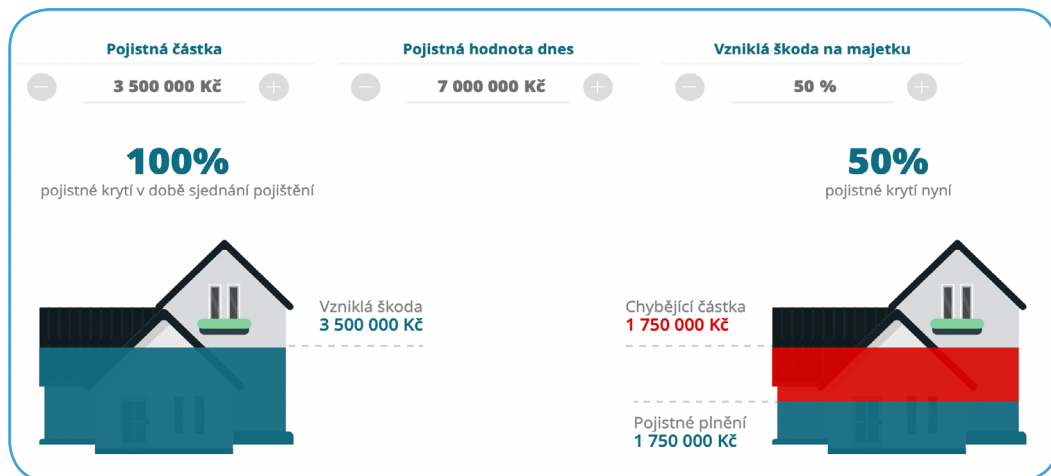 Pojistná částka
Pojistná hodnota dnes
Vzniklá škoda na majetku
3 500 000 Kč
7 000 000 Kč
50 %
100%
pojistné krytí v době sjednání pojištění
50%
pojistné krytí nyní
Vzniklá škoda
3 500 000 Kč
Chybějící částka
1 750 000 Kč
Pojistné plnění
1 750 000 Kč